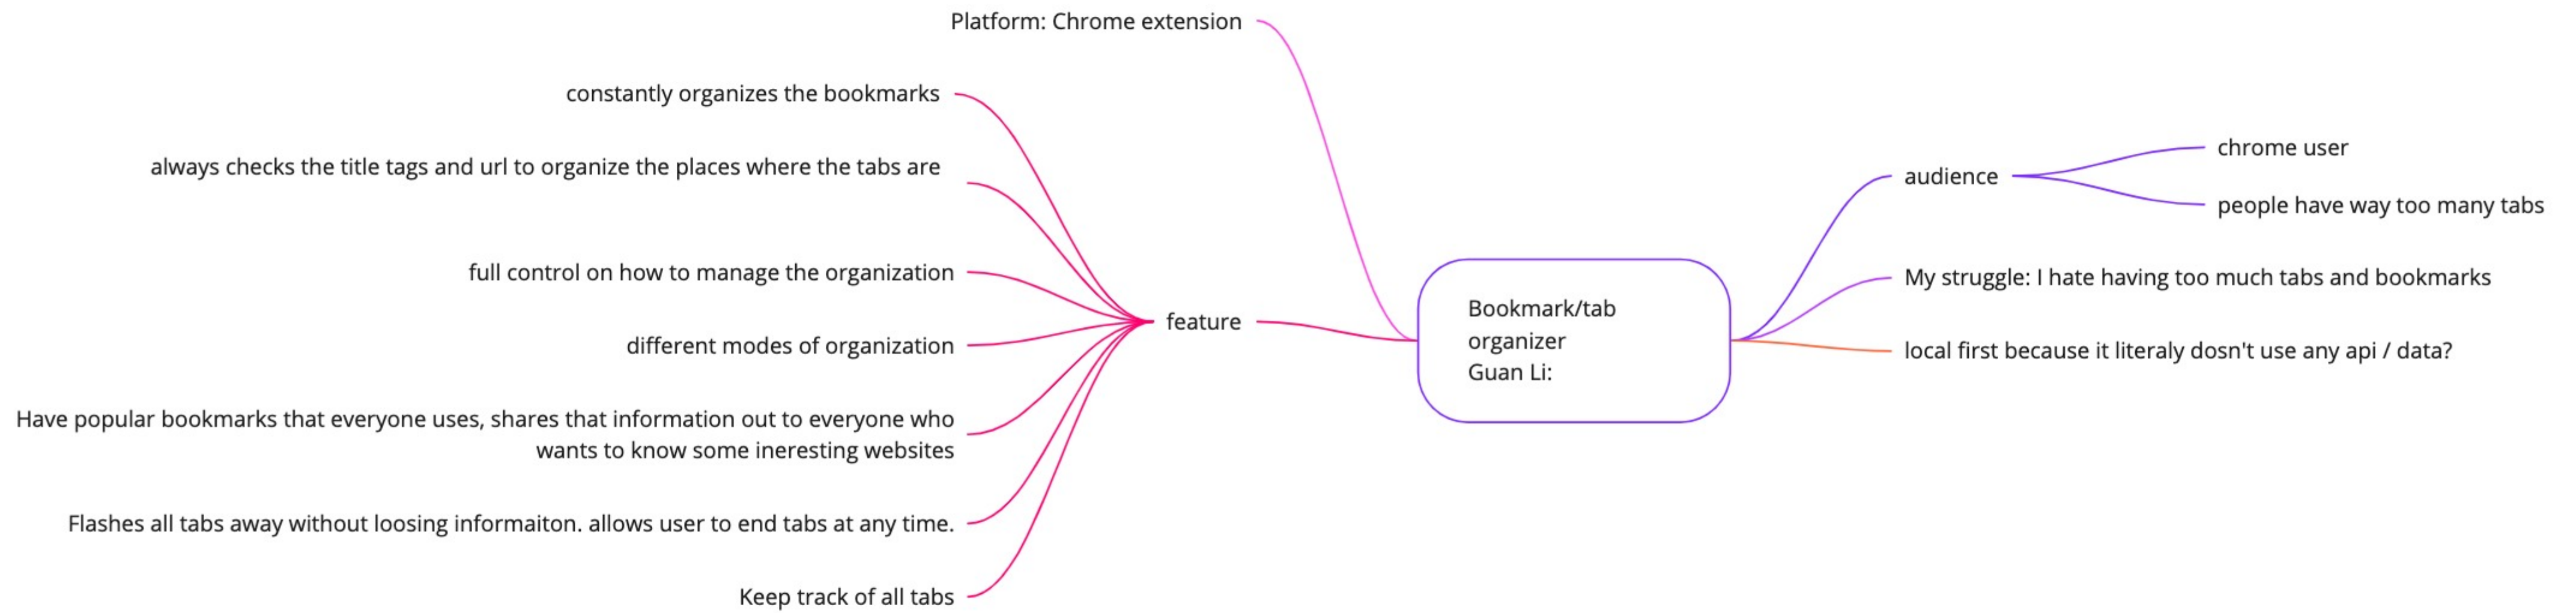 Platform: Chrome extension
constantly organizes the bookmarks
always checks the title tags and url to organize the places where the tabs are
full control on how to manage the organization
feature
different modes of organization
Have popular bookmarks that everyone uses, shares that information out to everyone who
wants to know some ineresting websites
Flashes all tabs away without loosing informaiton. allows user to end tabs at any time.
Keep track of all tabs
Bookmark/tab
organizer
Guan Li:
audience
chrome user
people have way too many tabs
My struggle: I hate having too much tabs and bookmarks
local first because it literaly dosn't use any api / data?